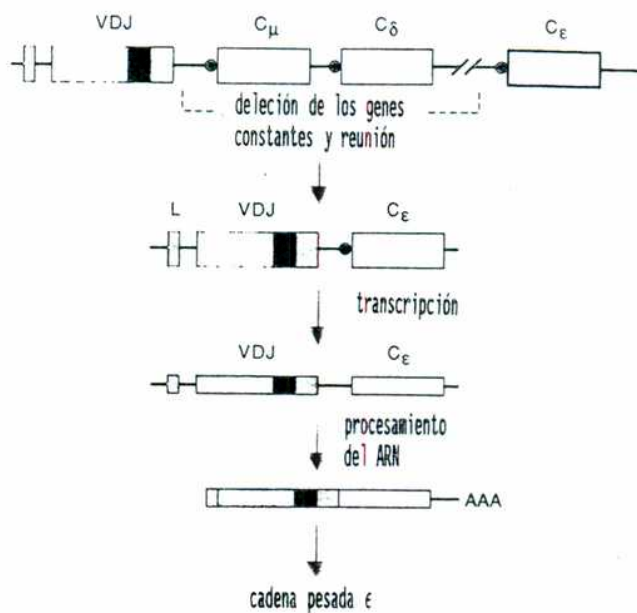 VDJ Cμ Cδ Cε
deleción de los genes
constantes y reunión
L VDJ Cε
transcripción
VDJ Cε
procesamiento
del ARN
AAA
cadena pesada ε